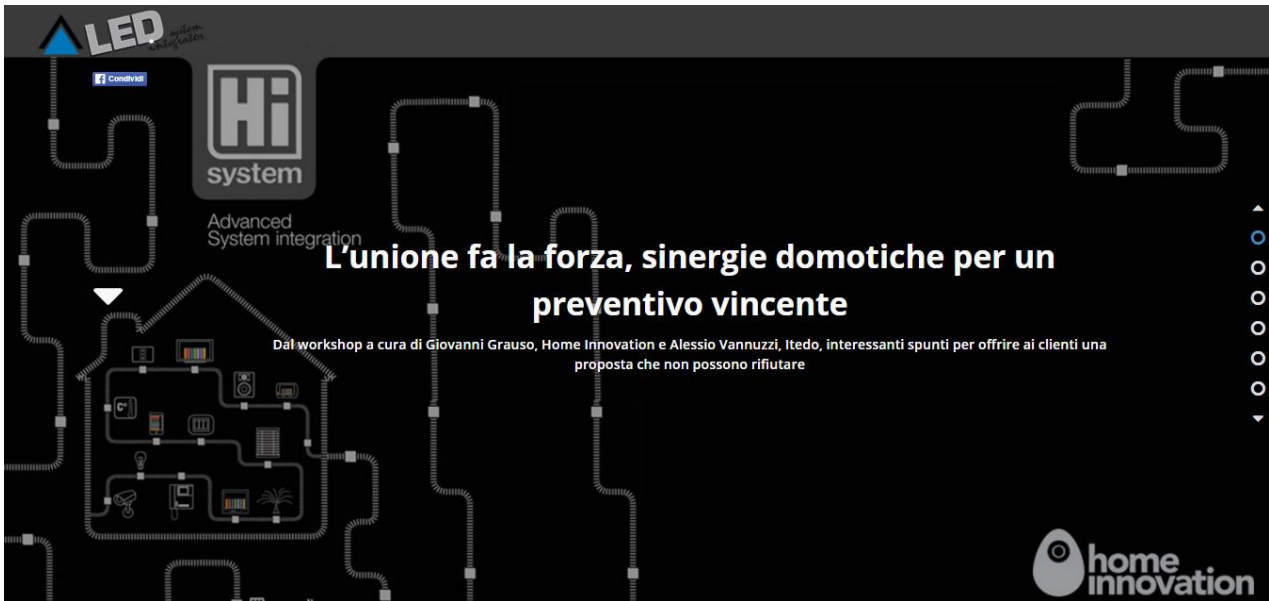 LED
system
integrator
Condividi
Hi
system
Advanced
System integration
L’unione fa la forza, sinergie domotiche per un
preventivo vincente
Dal workshop a cura di Giovanni Grauso, Home Innovation e Alessio Vannuzzi, Itedo, interessanti spunti per offrire ai clienti una
proposta che non possono rifiutare
C°
home
innovation